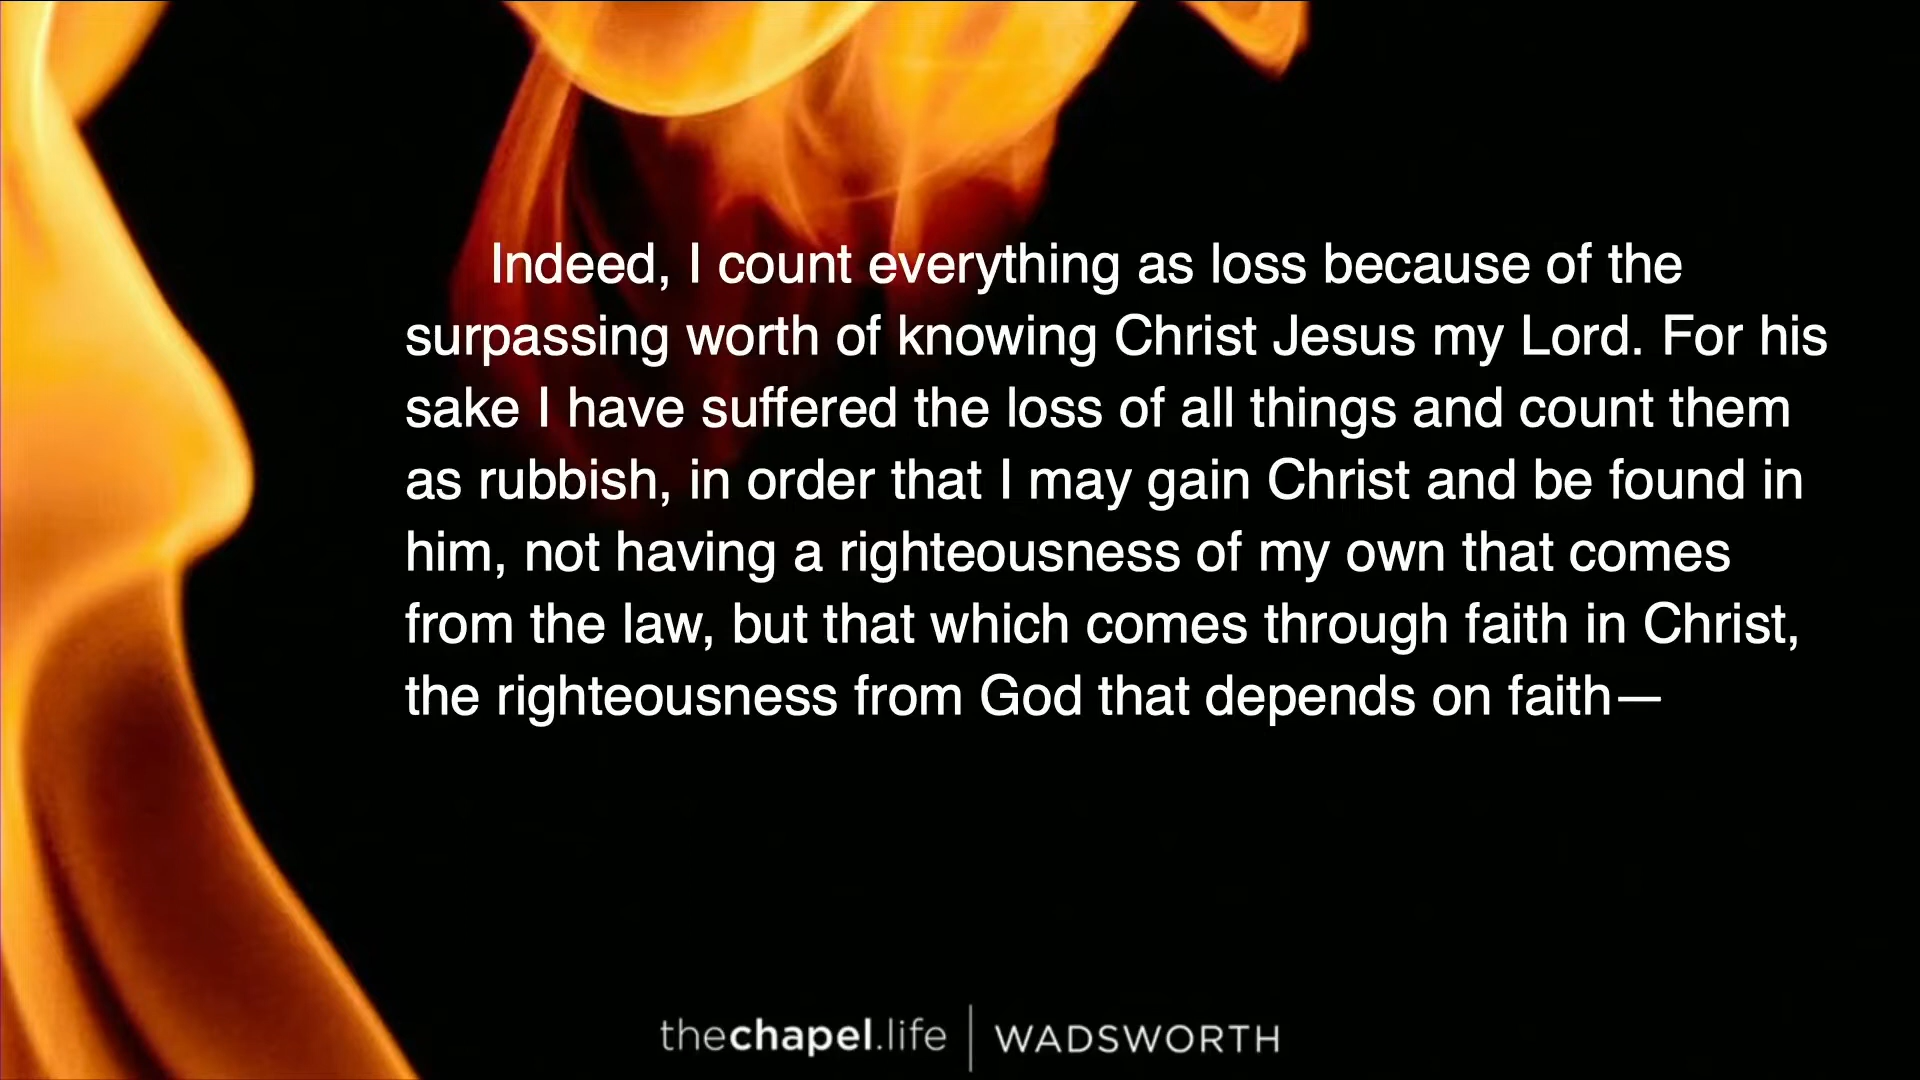 Indeed, I count everything as loss because of the
surpassing worth of knowing Christ Jesus my Lord. For his
sake I have suffered the loss of all things and count them
as rubbish, in order that I may gain Christ and be found in
him, not having a righteousness of my own that comes
from the law, but that which comes through faith in Christ,
the righteousness from God that depends on faith—
thechapel.life | WADSWORTH